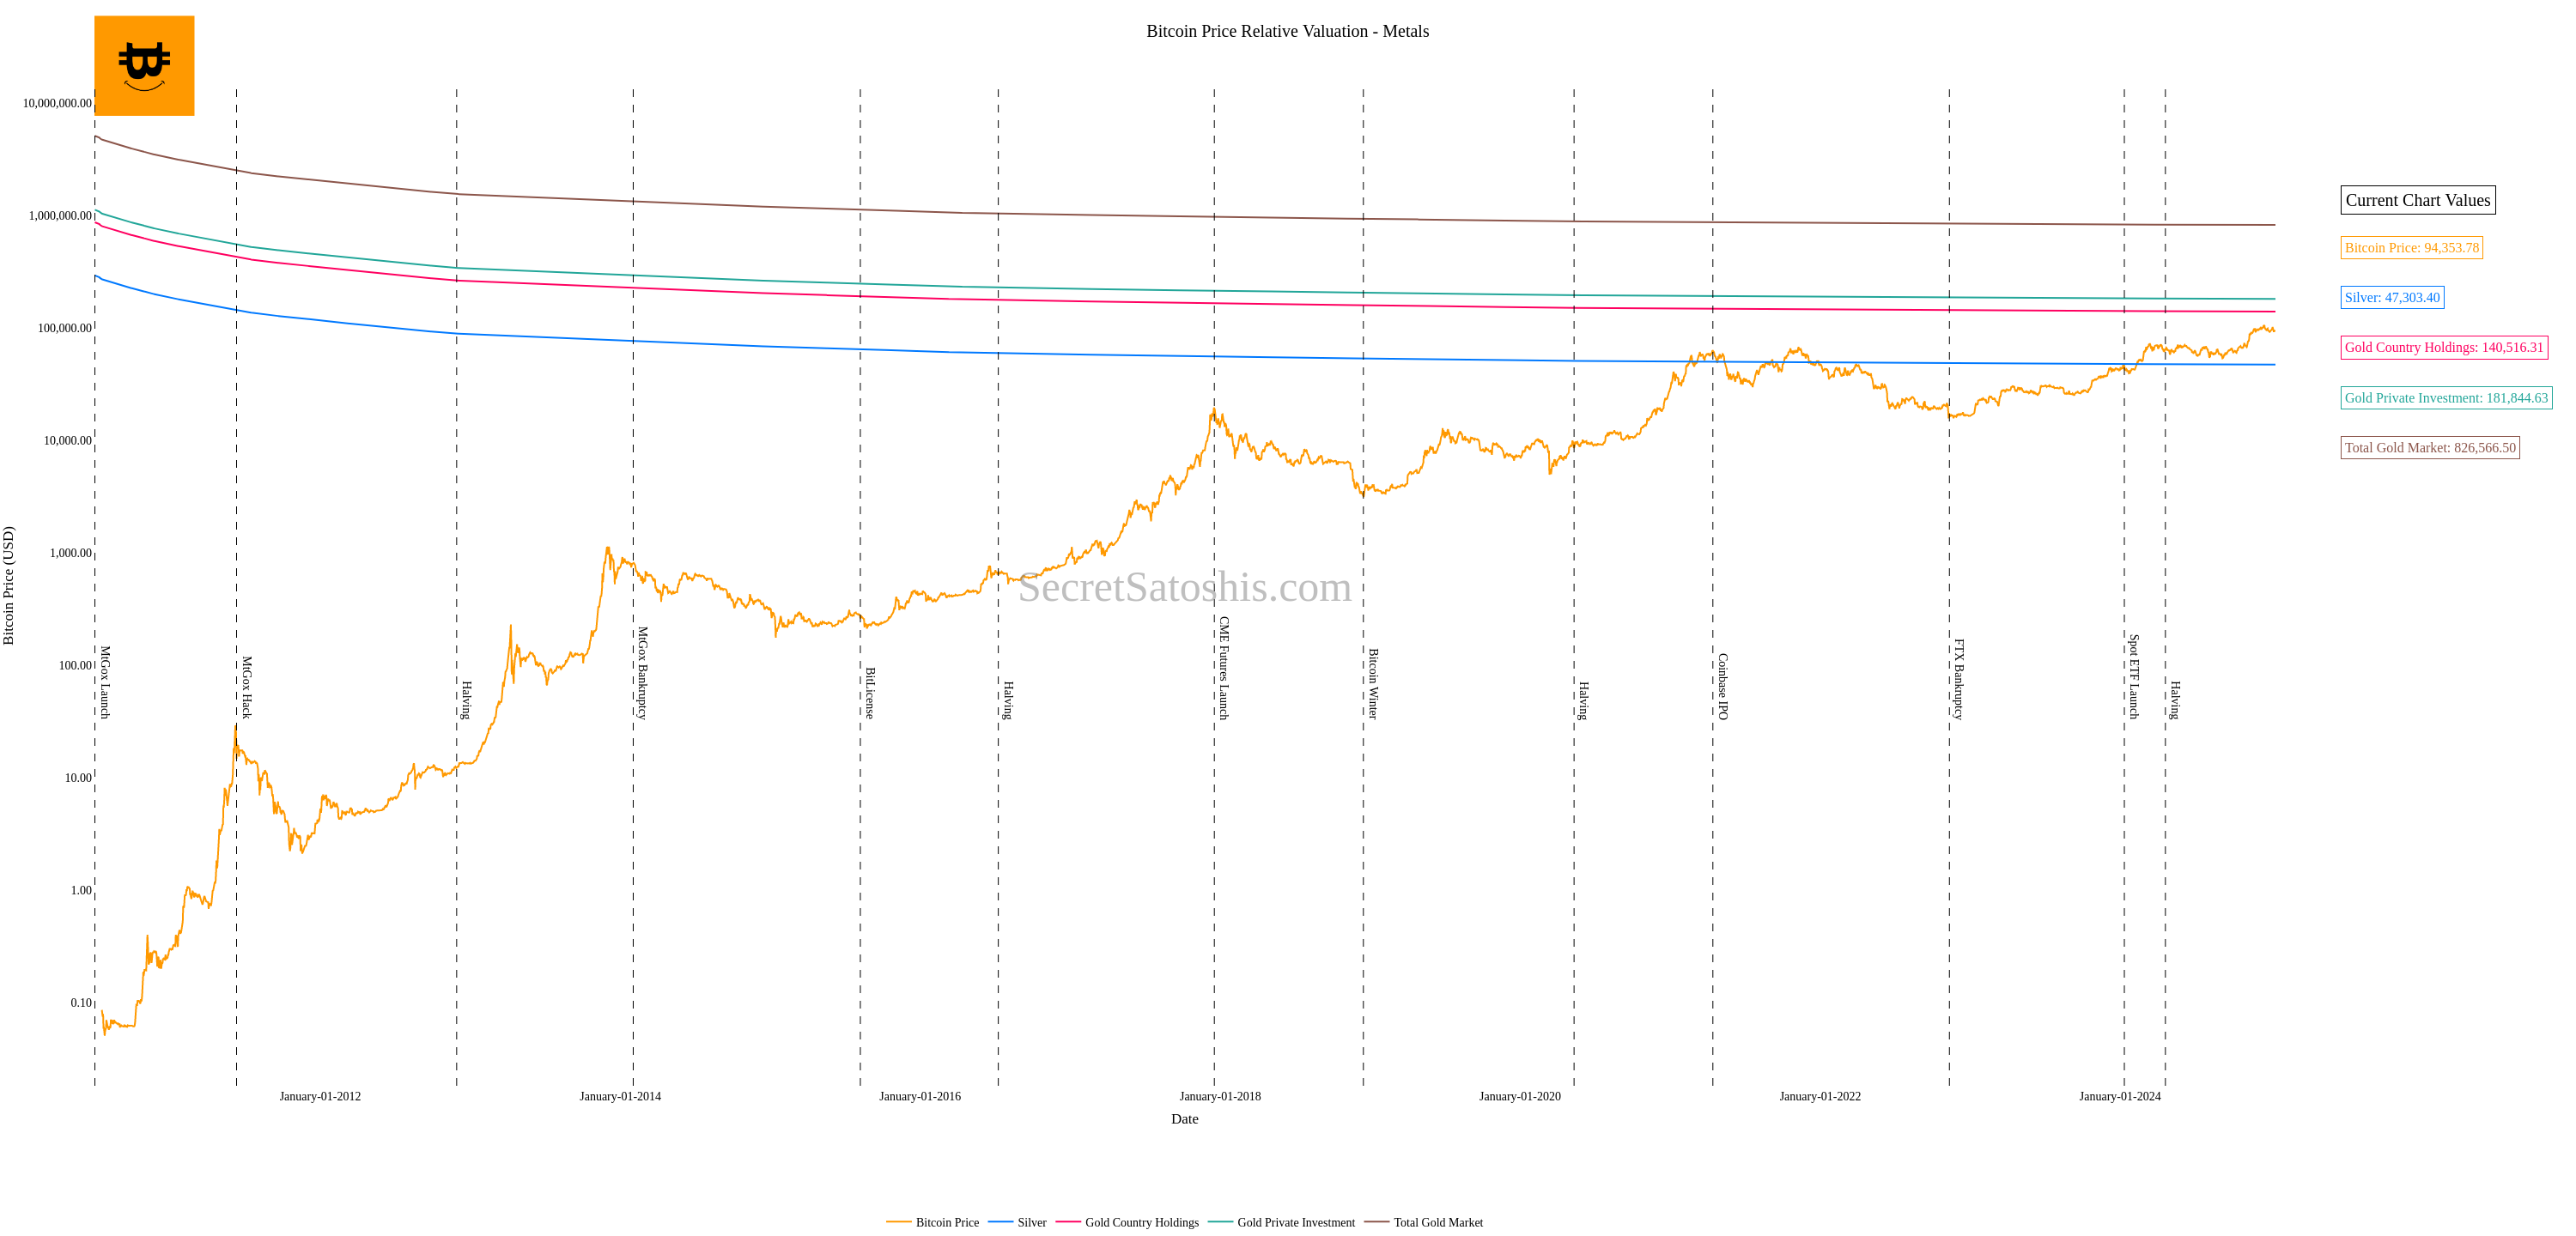 Bitcoin Price Relative Valuation - Metals
10,000,000.00
1,000,000.00
100,000.00
10,000.00
1,000.00
100.00
10.00
1.00
0.10
Bitcoin Price (USD)
MtGox Launch
MtGox Hack
Halving
MtGox Bankruptcy
BitLicense
Halving
CME Futures Launch
Bitcoin Winter
Halving
Coinbase IPO
FTX Bankruptcy
Spot ETF Launch
Halving
SecretSatoshis.com
Current Chart Values
Bitcoin Price: 94,353.78
Silver: 47,303.40
Gold Country Holdings: 140,516.31
Gold Private Investment: 181,844.63
Total Gold Market: 826,566.50
January-01-2012
January-01-2014
January-01-2016
January-01-2018
January-01-2020
January-01-2022
January-01-2024
Date
Bitcoin Price
Silver
Gold Country Holdings
Gold Private Investment
Total Gold Market